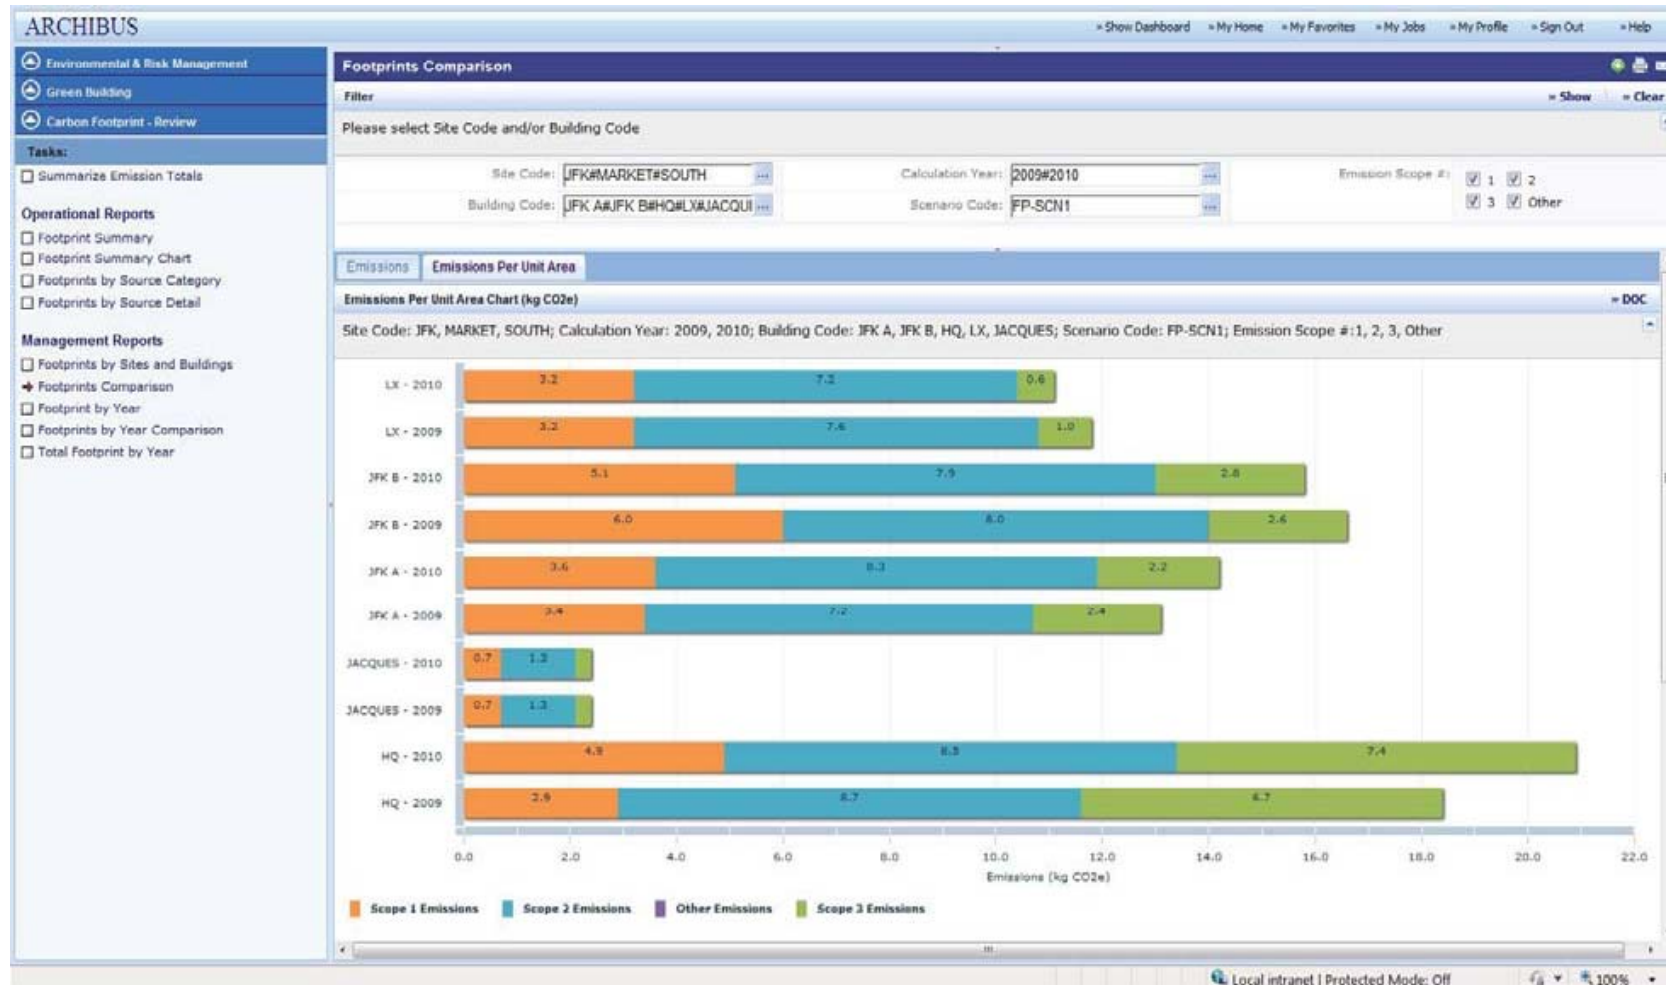 ARCHIBUS
» Show Dashboard » My Home » My Favorites » My Jobs » My Profile » Sign Out » Help
Environmental & Risk Management
Green Building
Carbon Footprint - Review
Tasks:
Summarize Emission Totals
Operational Reports
Footprint Summary
Footprint Summary Chart
Footprints by Source Category
Footprints by Source Detail
Management Reports
Footprints by Sites and Buildings
Footprints Comparison
Footprint by Year
Footprints by Year Comparison
Total Footprint by Year
Footprints Comparison
Filter » Show » Clear
Please select Site Code and/or Building Code
Site Code: JFK#MARKET#SOUTH ... Calculation Year: 2009#2010 ... Emission Scope #: 1 2
Building Code: JFK A#JFK B#HQ#LX#JACQUI ... Scenario Code: FP-SCN1 ... 3 Other
Emissions Emissions Per Unit Area
Emissions Per Unit Area Chart (kg CO2e) » DOC
Site Code: JFK, MARKET, SOUTH; Calculation Year: 2009, 2010; Building Code: JFK A, JFK B, HQ, LX, JACQUES; Scenario Code: FP-SCN1; Emission Scope #:1, 2, 3, Other
LX - 2010 3.2 7.2 0.6
LX - 2009 3.2 7.6 1.0
JFK B - 2010 5.1 7.9 2.8
JFK B - 2009 6.0 8.0 2.6
JFK A - 2010 3.6 8.3 2.2
JFK A - 2009 3.4 7.2 2.4
JACQUES - 2010 0.7 1.3
JACQUES - 2009 0.7 1.3
HQ - 2010 4.9 8.5 7.4
HQ - 2009 2.9 8.7 6.7
0.0 2.0 4.0 6.0 8.0 10.0 12.0 14.0 16.0 18.0 20.0 22.0
Emissions (kg CO2e)
Scope 1 Emissions Scope 2 Emissions Other Emissions Scope 3 Emissions
Local intranet | Protected Mode: Off 100%